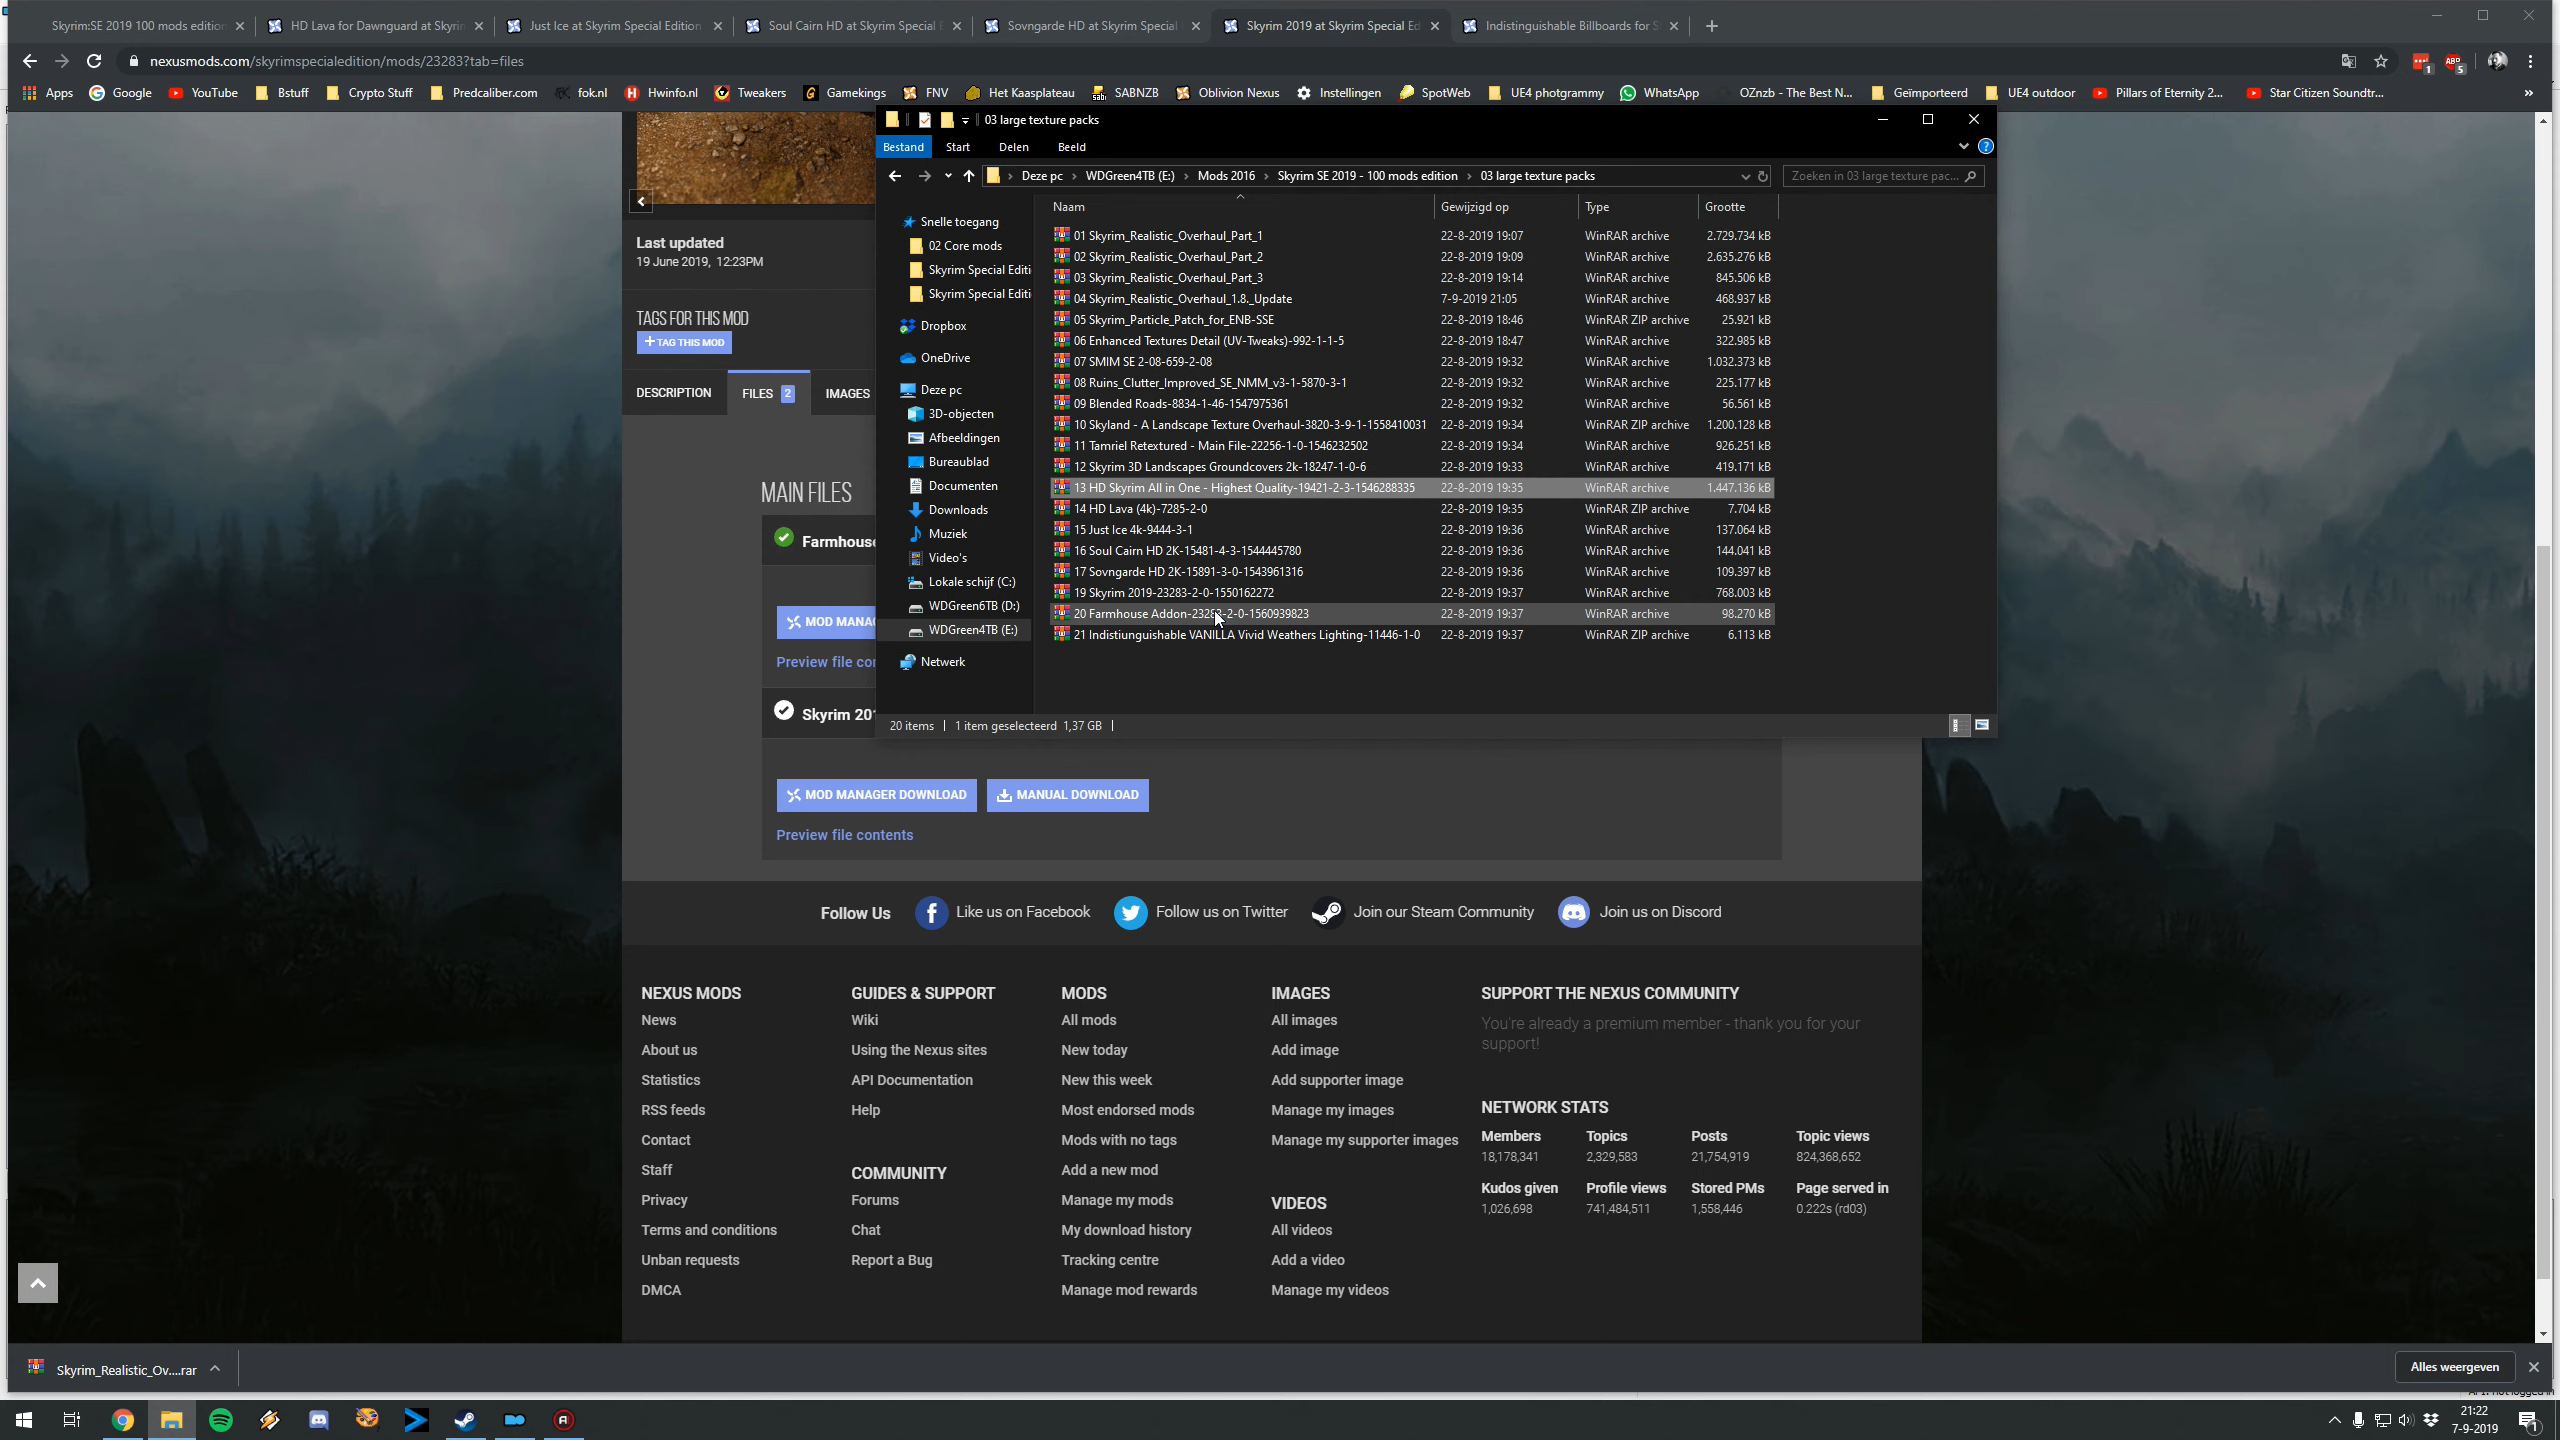 Skyrim:SE 2019 100 mods edition
HD Lava for Dawnguard at Skyrim
Just Ice at Skyrim Special Edition
Soul Cairn HD at Skyrim Special E
Sovngarde HD at Skyrim Special
Skyrim 2019 at Skyrim Special Ed
Indistinguishable Billboards for S
nexusmods.com/skyrimspecialedition/mods/23283?tab=files
Apps Google YouTube Bstuff Crypto Stuff Predcaliber.com fok.nl Hwinfo.nl Tweakers Gamekings FNV Het Kaasplateau SABNZB Oblivion Nexus Instellingen SpotWeb UE4 photgrammy WhatsApp OZnzb - The Best N... Geïmporteerd UE4 outdoor Pillars of Eternity 2... Star Citizen Soundtr... »
03 large texture packs
Bestand Start Delen Beeld
Deze pc › WDGreen4TB (E:) › Mods 2016 › Skyrim SE 2019 - 100 mods edition › 03 large texture packs
Zoeken in 03 large texture pac...
Naam Gewijzigd op Type Grootte
Snelle toegang
02 Core mods
Skyrim Special Editi
Skyrim Special Editi
Dropbox
OneDrive
Deze pc
3D-objecten
Afbeeldingen
Bureaublad
Documenten
Downloads
Muziek
Video's
Lokale schijf (C:)
WDGreen6TB (D:)
WDGreen4TB (E:)
Netwerk
01 Skyrim_Realistic_Overhaul_Part_1 22-8-2019 19:07 WinRAR archive 2.729.734 kB
02 Skyrim_Realistic_Overhaul_Part_2 22-8-2019 19:09 WinRAR archive 2.635.276 kB
03 Skyrim_Realistic_Overhaul_Part_3 22-8-2019 19:14 WinRAR archive 845.506 kB
04 Skyrim_Realistic_Overhaul_1.8._Update 7-9-2019 21:05 WinRAR archive 468.937 kB
05 Skyrim_Particle_Patch_for_ENB-SSE 22-8-2019 18:46 WinRAR ZIP archive 25.921 kB
06 Enhanced Textures Detail (UV-Tweaks)-992-1-1-5 22-8-2019 18:47 WinRAR archive 322.985 kB
07 SMIM SE 2-08-659-2-08 22-8-2019 19:32 WinRAR archive 1.032.373 kB
08 Ruins_Clutter_Improved_SE_NMM_v3-1-5870-3-1 22-8-2019 19:32 WinRAR archive 225.177 kB
09 Blended Roads-8834-1-46-1547975361 22-8-2019 19:32 WinRAR archive 56.561 kB
10 Skyland - A Landscape Texture Overhaul-3820-3-9-1-1558410031 22-8-2019 19:34 WinRAR ZIP archive 1.200.128 kB
11 Tamriel Retextured - Main File-22256-1-0-1546232502 22-8-2019 19:34 WinRAR archive 926.251 kB
12 Skyrim 3D Landscapes Groundcovers 2k-18247-1-0-6 22-8-2019 19:33 WinRAR archive 419.171 kB
13 HD Skyrim All in One - Highest Quality-19421-2-3-1546288335 22-8-2019 19:35 WinRAR archive 1.447.136 kB
14 HD Lava (4k)-7285-2-0 22-8-2019 19:35 WinRAR ZIP archive 7.704 kB
15 Just Ice 4k-9444-3-1 22-8-2019 19:36 WinRAR archive 137.064 kB
16 Soul Cairn HD 2K-15481-4-3-1544445780 22-8-2019 19:36 WinRAR archive 144.041 kB
17 Sovngarde HD 2K-15891-3-0-1543961316 22-8-2019 19:36 WinRAR archive 109.397 kB
19 Skyrim 2019-23283-2-0-1550162272 22-8-2019 19:37 WinRAR archive 768.003 kB
20 Farmhouse Addon-23283-2-0-1560939823 22-8-2019 19:37 WinRAR archive 98.270 kB
21 Indistiunguishable VANILLA Vivid Weathers Lighting-11446-1-0 22-8-2019 19:37 WinRAR ZIP archive 6.113 kB
20 items 1 item geselecteerd 1,37 GB
Last updated
19 June 2019, 12:23PM
TAGS FOR THIS MOD
+ TAG THIS MOD
DESCRIPTION FILES 2 IMAGES
MAIN FILES
Farmhouse
MOD MANA
Preview file con
Skyrim 201
MOD MANAGER DOWNLOAD MANUAL DOWNLOAD
Preview file contents
Follow Us Like us on Facebook Follow us on Twitter Join our Steam Community Join us on Discord
NEXUS MODS
News
About us
Statistics
RSS feeds
Contact
Staff
Privacy
Terms and conditions
Unban requests
DMCA
GUIDES & SUPPORT
Wiki
Using the Nexus sites
API Documentation
Help
COMMUNITY
Forums
Chat
Report a Bug
MODS
All mods
New today
New this week
Most endorsed mods
Mods with no tags
Add a new mod
Manage my mods
My download history
Tracking centre
Manage mod rewards
IMAGES
All images
Add image
Add supporter image
Manage my images
Manage my supporter images
VIDEOS
All videos
Add a video
Manage my videos
SUPPORT THE NEXUS COMMUNITY
You're already a premium member - thank you for your
support!
NETWORK STATS
Members Topics Posts Topic views
18,178,341 2,329,583 21,754,919 824,368,652
Kudos given Profile views Stored PMs Page served in
1,026,698 741,484,511 1,558,446 0.222s (rd03)
Skyrim_Realistic_Ov....rar
Alles weergeven
21:22
7-9-2019